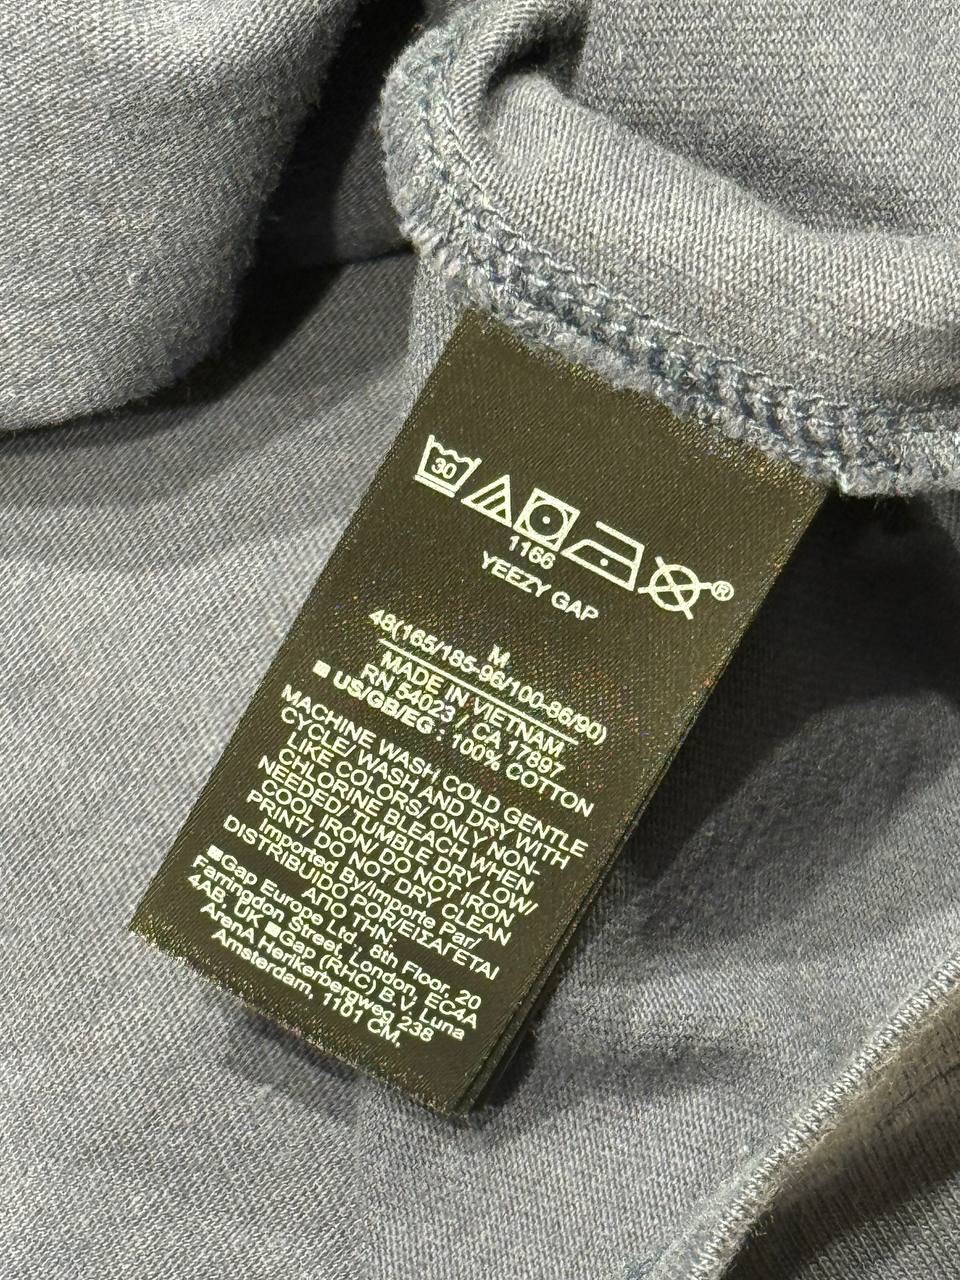 30
®
1166
YEEZY GAP
M
48(165/185-96/100-86/90)
MADE IN VIETNAM
RN 54023 / CA 17897
■ US/GB/EG : 100% COTTON
MACHINE WASH COLD GENTLE
CYCLE/ WASH AND DRY WITH
LIKE COLORS/ ONLY NON-
CHLORINE BLEACH WHEN
NEEDED/ TUMBLE DRY LOW/
COOL IRON/ DO NOT IRON
PRINT/ DO NOT DRY CLEAN
Imported By/Importe Par/
DISTRIBUIDO POR/ΕΙΣΑΓΕΤΑΙ
ΑΠΟ ΤΗΝ:
■Gap Europe Ltd., 8th Floor, 20
Farringdon Street, London, EC4A
4AB, UK ■Gap (RHC) B.V. Luna
ArenA Herikerbergweg 238
Amsterdam, 1101 CM,